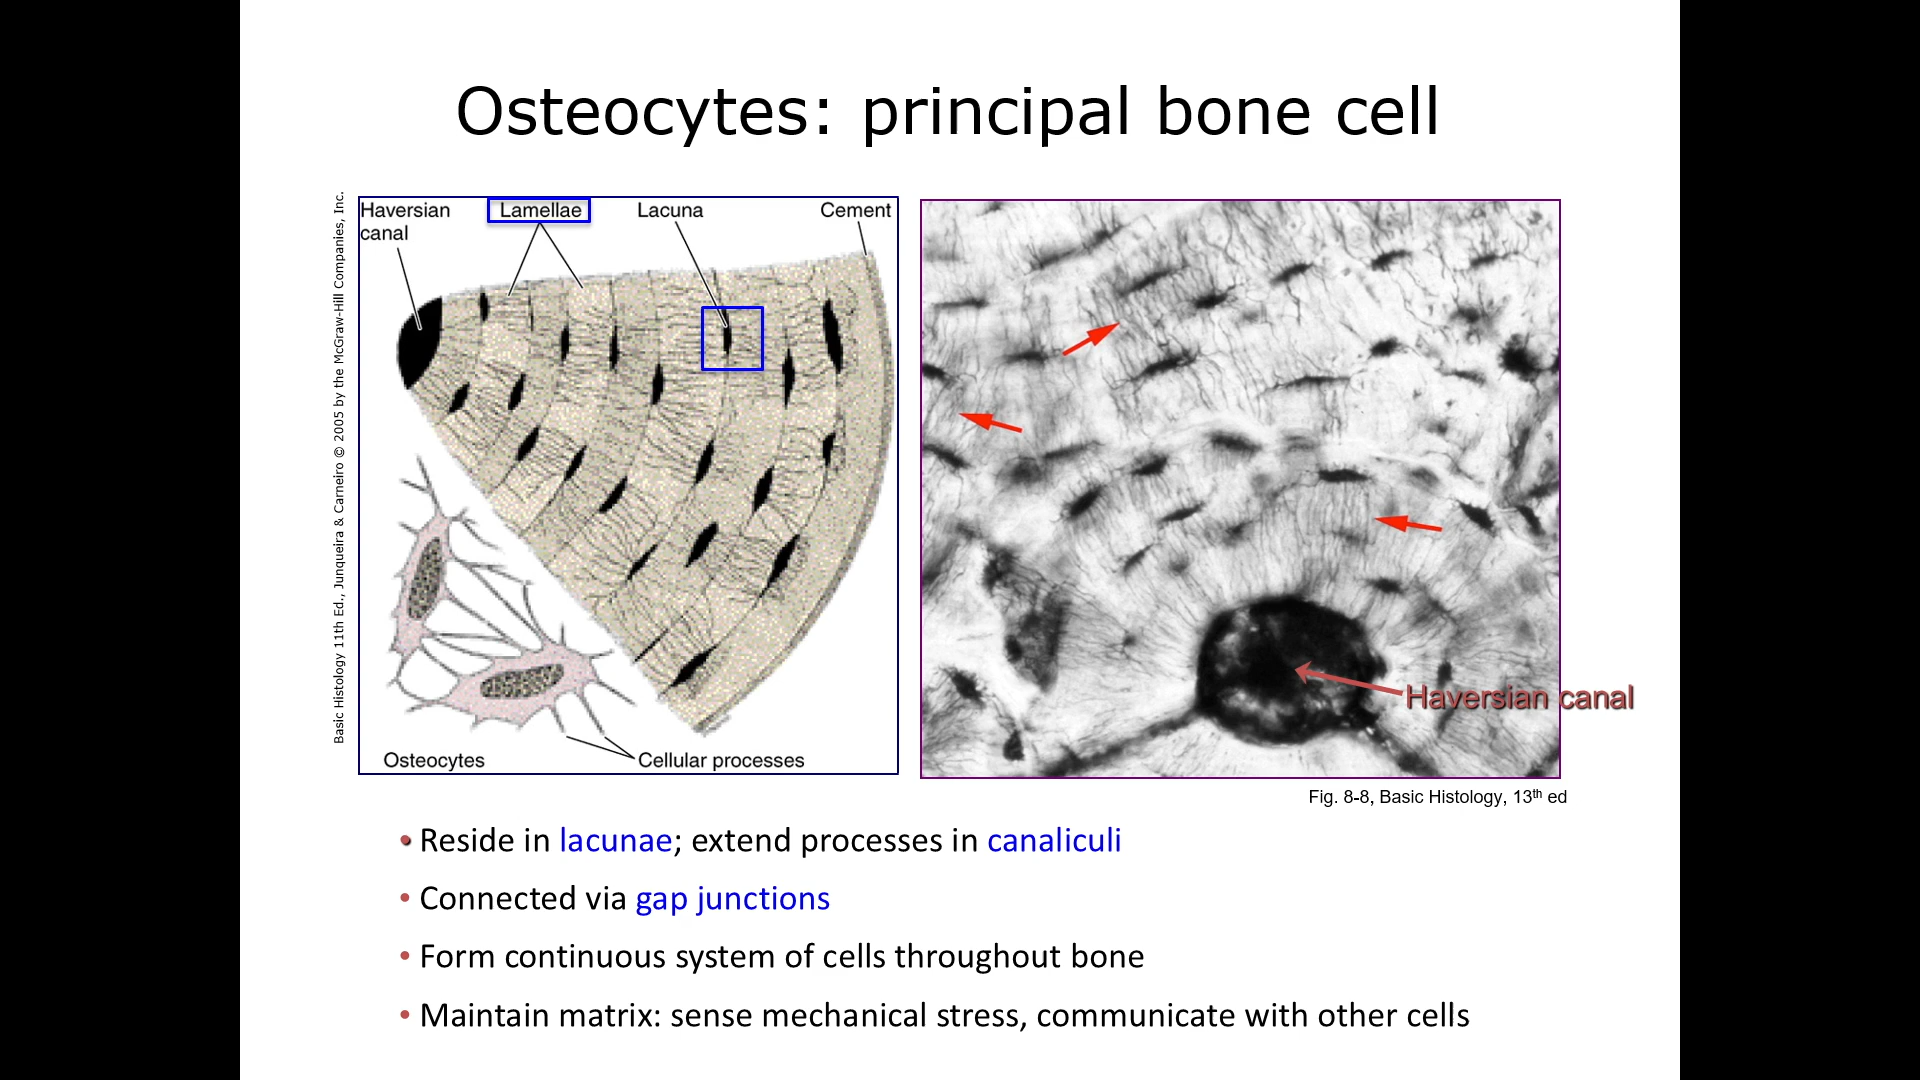 Osteocytes: principal bone cell
Basic Histology 11th Ed., Junqueira & Carneiro © 2005 by the McGraw-Hill Companies, Inc.
Haversian
canal
Lamellae
Lacuna
Cement
Osteocytes
Cellular processes
Haversian canal
Fig. 8-8, Basic Histology, 13th ed
• Reside in lacunae; extend processes in canaliculi
• Connected via gap junctions
• Form continuous system of cells throughout bone
• Maintain matrix: sense mechanical stress, communicate with other cells